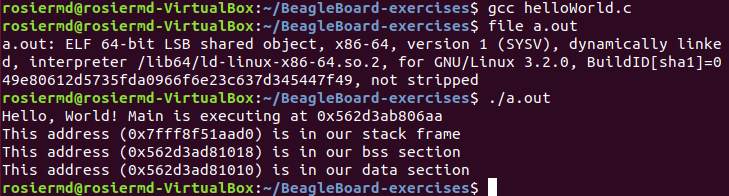 rosiermd@rosiermd-VirtualBox:~/BeagleBoard-exercises$ gcc helloWorld.c
rosiermd@rosiermd-VirtualBox:~/BeagleBoard-exercises$ file a.out
a.out: ELF 64-bit LSB shared object, x86-64, version 1 (SYSV), dynamically linke
d, interpreter /lib64/ld-linux-x86-64.so.2, for GNU/Linux 3.2.0, BuildID[sha1]=0
49e80612d5735fda0966f6e23c637d345447f49, not stripped
rosiermd@rosiermd-VirtualBox:~/BeagleBoard-exercises$ ./a.out
Hello, World! Main is executing at 0x562d3ab806aa
This address (0x7fff8f51aad0) is in our stack frame
This address (0x562d3ad81018) is in our bss section
This address (0x562d3ad81010) is in our data section
rosiermd@rosiermd-VirtualBox:~/BeagleBoard-exercises$